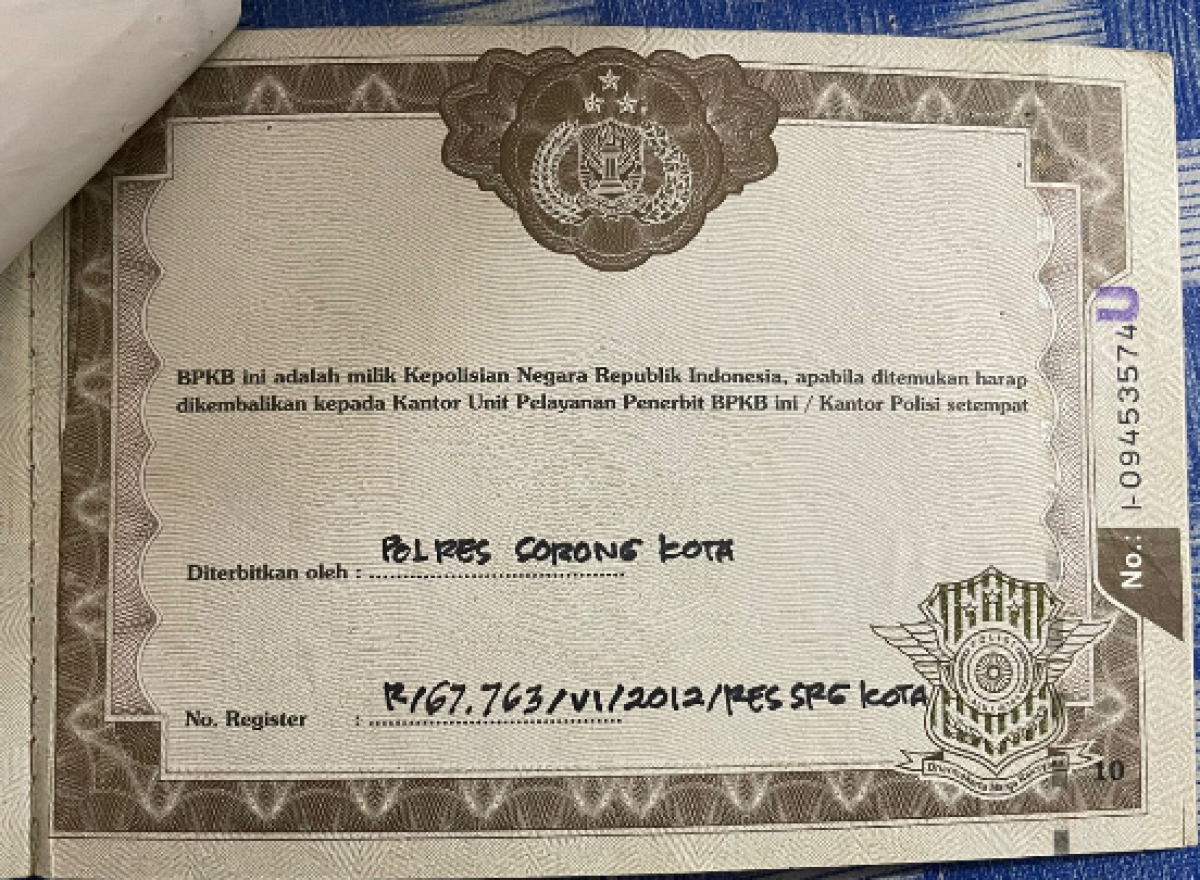 BPKB ini adalah milik Kepolisian Negara Republik Indonesia, apabila ditemukan harap
dikembalikan kepada Kantor Unit Pelayanan Penerbit BPKB ini / Kantor Polisi setempat
Diterbitkan oleh : POLRES SORONG KOTA
No. Register : R/67.763/VI/2012/RES SRG KOTA
No.: I-09453574 U
POLISI
10